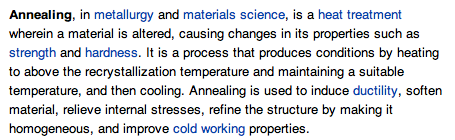 Annealing, in metallurgy and materials science, is a heat treatment
wherein a material is altered, causing changes in its properties such as
strength and hardness. It is a process that produces conditions by heating
to above the recrystallization temperature and maintaining a suitable
temperature, and then cooling. Annealing is used to induce ductility, soften
material, relieve internal stresses, refine the structure by making it
homogeneous, and improve cold working properties.